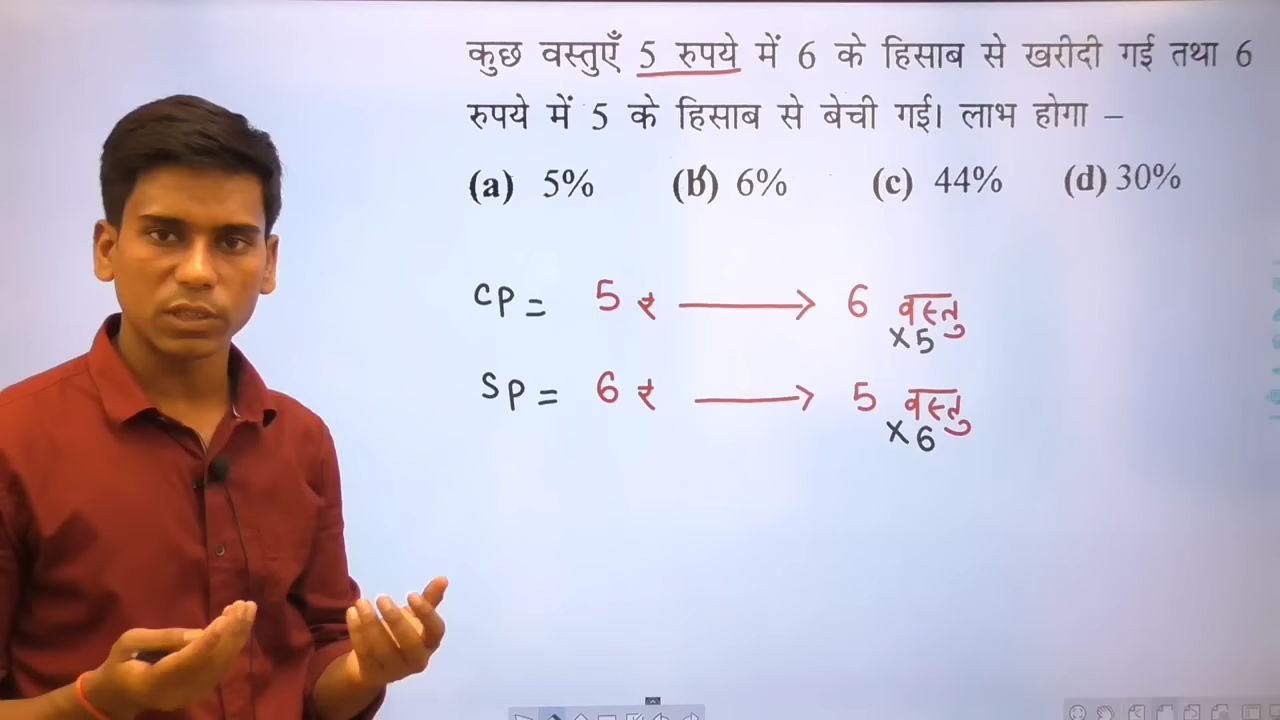 कुछ वस्तुएँ 5 रुपये में 6 के हिसाब से खरीदी गई तथा 6
रुपये में 5 के हिसाब से बेची गई। लाभ होगा –
(a) 5% (b) 6% (c) 44% (d) 30%
CP = 5 ₹ → 6 वस्तु
×5
SP = 6 ₹ → 5 वस्तु
×6